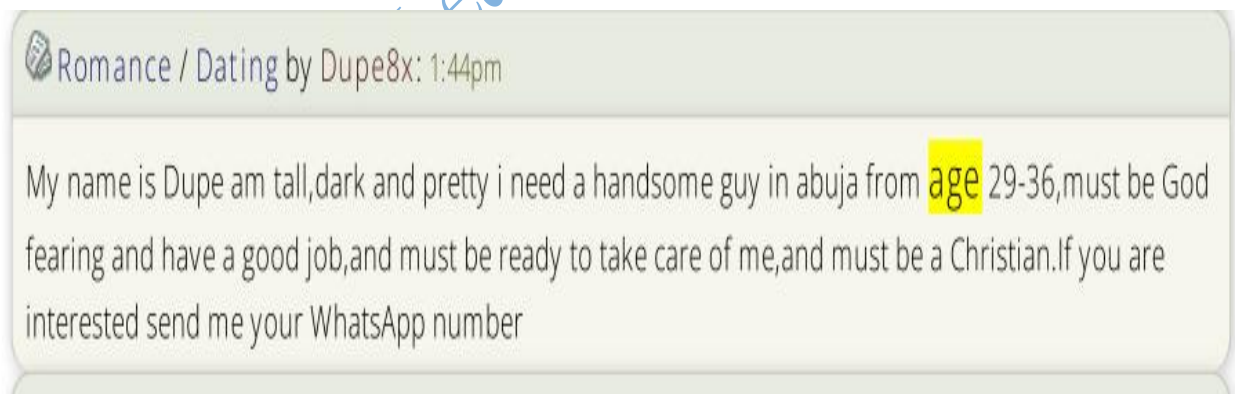 Romance / Dating by Dupe8x: 1:44pm
My name is Dupe am tall,dark and pretty i need a handsome guy in abuja from age 29-36,must be God
fearing and have a good job,and must be ready to take care of me,and must be a Christian.If you are
interested send me your WhatsApp number